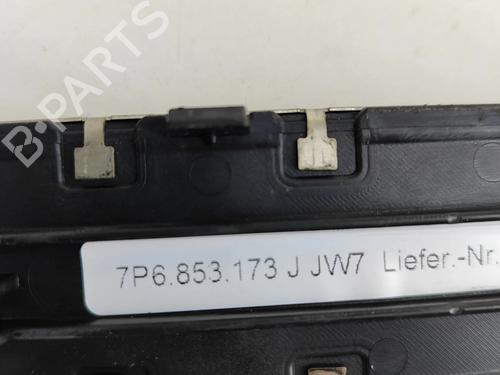 B-PARTS
7P6.853.173 J JW7 Liefer.-Nr.